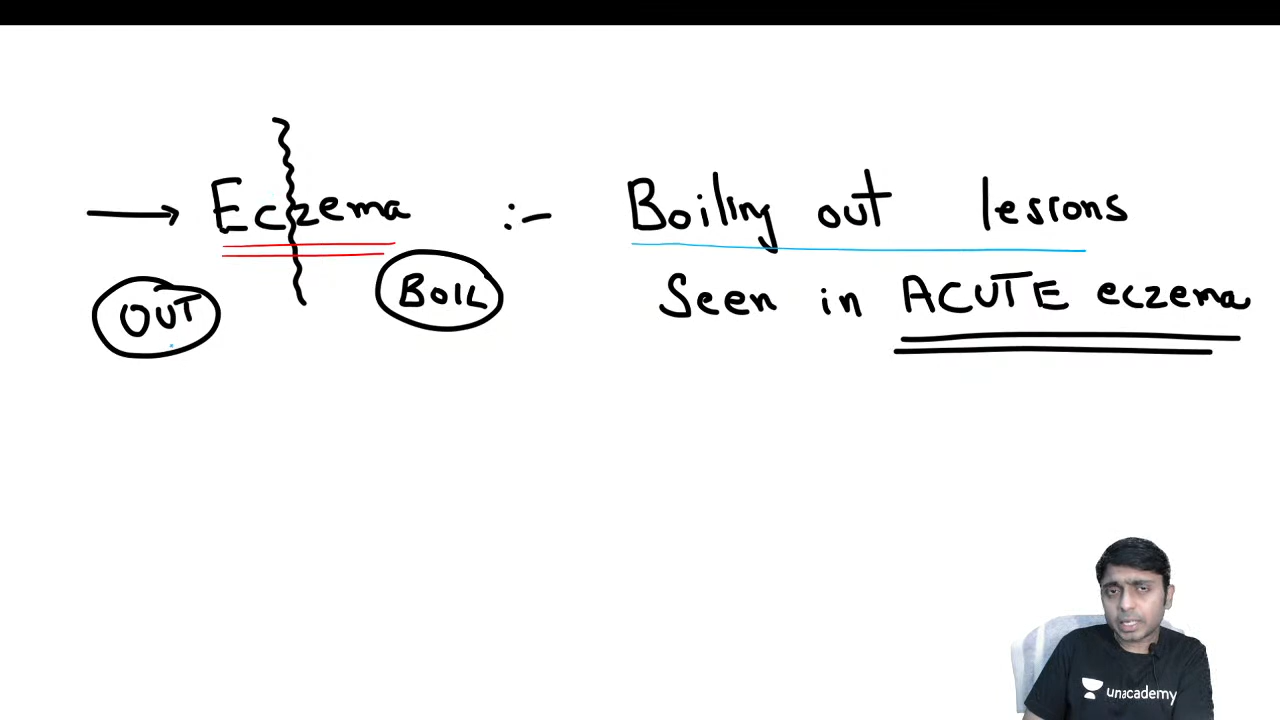 → Eczema :- Boiling out lesions
OUT BOIL Seen in ACUTE eczema
unacademy